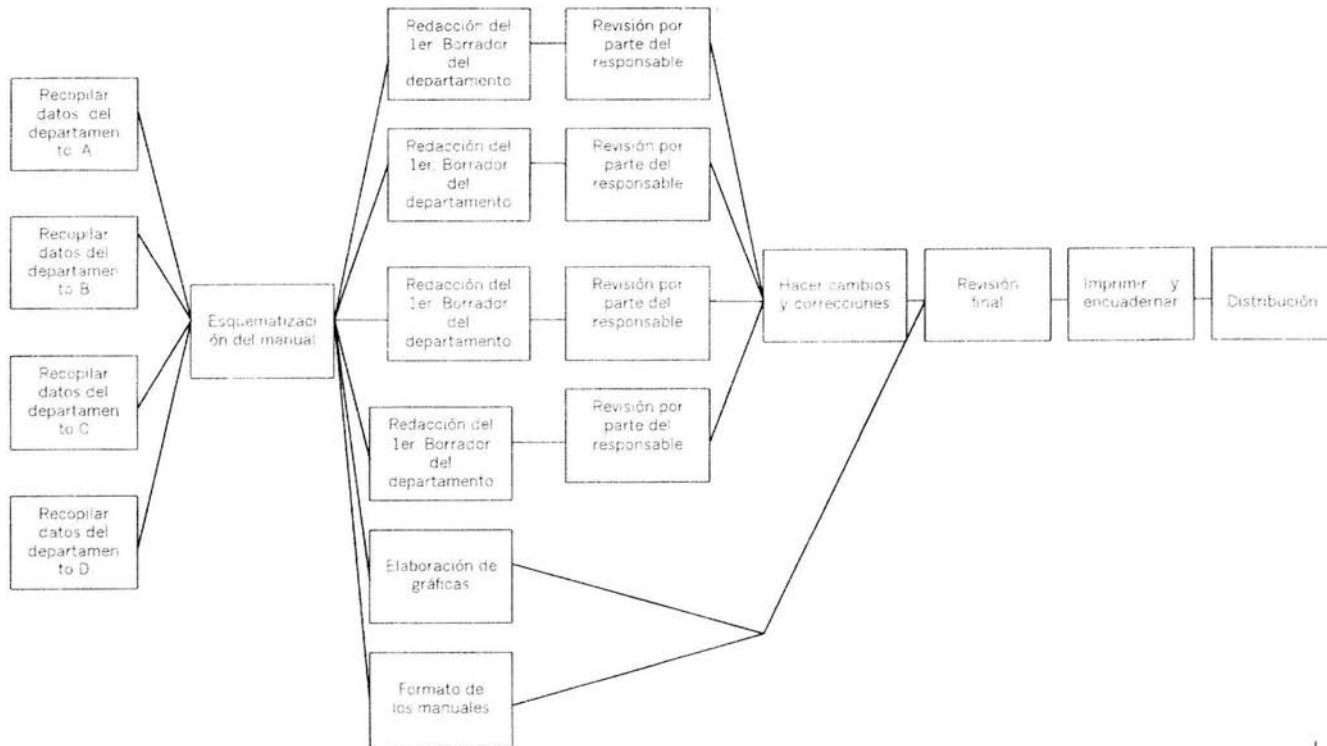 Recopilar
datos del
departamen
to A
Recopilar
datos del
departamen
to B
Recopilar
datos del
departamen
to C
Recopilar
datos del
departamen
to D
Esquematizaci
ón del manual
Redacción del
1er. Borrador
del
departamento
Revisión por
parte del
responsable
Redacción del
1er. Borrador
del
departamento
Revisión por
parte del
responsable
Redacción del
1er. Borrador
del
departamento
Revisión por
parte del
responsable
Redacción del
1er. Borrador
del
departamento
Revisión por
parte del
responsable
Elaboración de
gráficas
Formato de
los manuales
Hacer cambios
y correcciones
Revisión
final
Imprimir y
encuadernar
Distribución